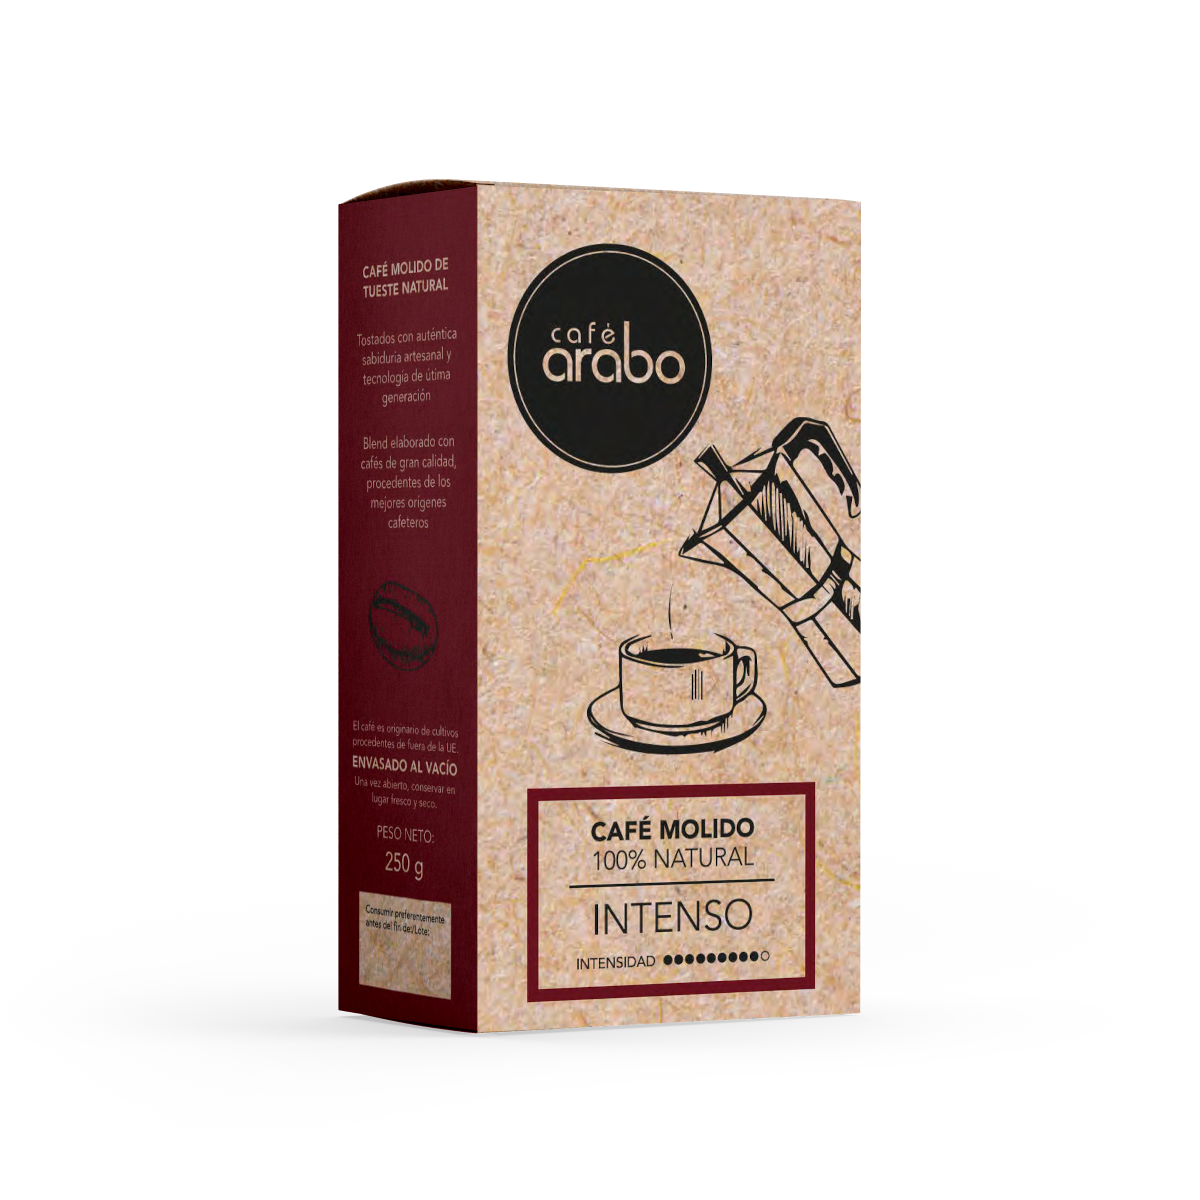 CAFÉ MOLIDO DE
TUESTE NATURAL
Tostados con auténtica
sabiduria artesanal y
tecnología de útima
generación
Blend elaborado con
cafés de gran calidad,
procedentes de los
mejores orígenes
cafeteros
El café es originario de cultivos
procedentes de fuera de la UE.
ENVASADO AL VACÍO
Una vez abierto, conservar en
lugar fresco y seco.
PESO NETO:
250 g
Consumir preferentemente
antes del fin de:/Lote:
café
arabo
CAFÉ MOLIDO
100% NATURAL
INTENSO
INTENSIDAD